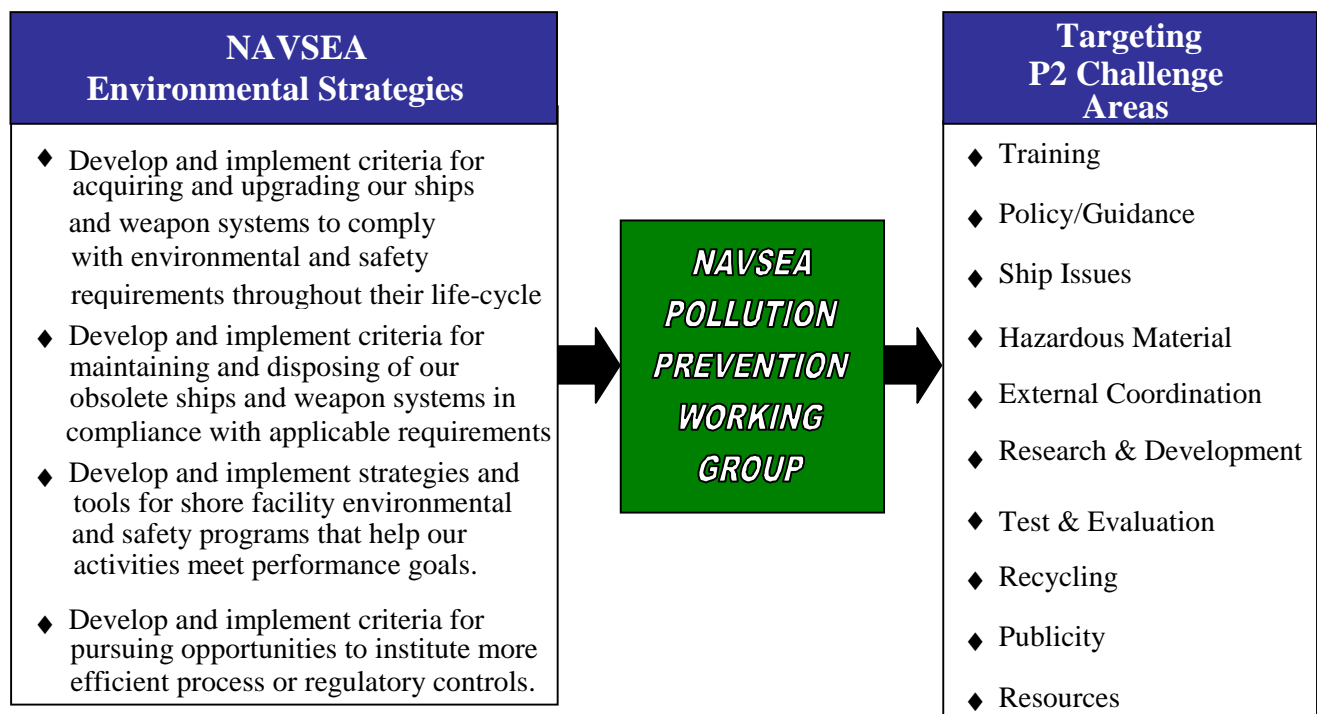 NAVSEA
Environmental Strategies
♦ Develop and implement criteria for
acquiring and upgrading our ships
and weapon systems to comply
with environmental and safety
requirements throughout their life-cycle
♦ Develop and implement criteria for
maintaining and disposing of our
obsolete ships and weapon systems in
compliance with applicable requirements
♦ Develop and implement strategies and
tools for shore facility environmental
and safety programs that help our
activities meet performance goals.
♦ Develop and implement criteria for
pursuing opportunities to institute more
efficient process or regulatory controls.
NAVSEA
POLLUTION
PREVENTION
WORKING
GROUP
Targeting
P2 Challenge
Areas
♦ Training
♦ Policy/Guidance
♦ Ship Issues
♦ Hazardous Material
♦ External Coordination
♦ Research & Development
♦ Test & Evaluation
♦ Recycling
♦ Publicity
♦ Resources